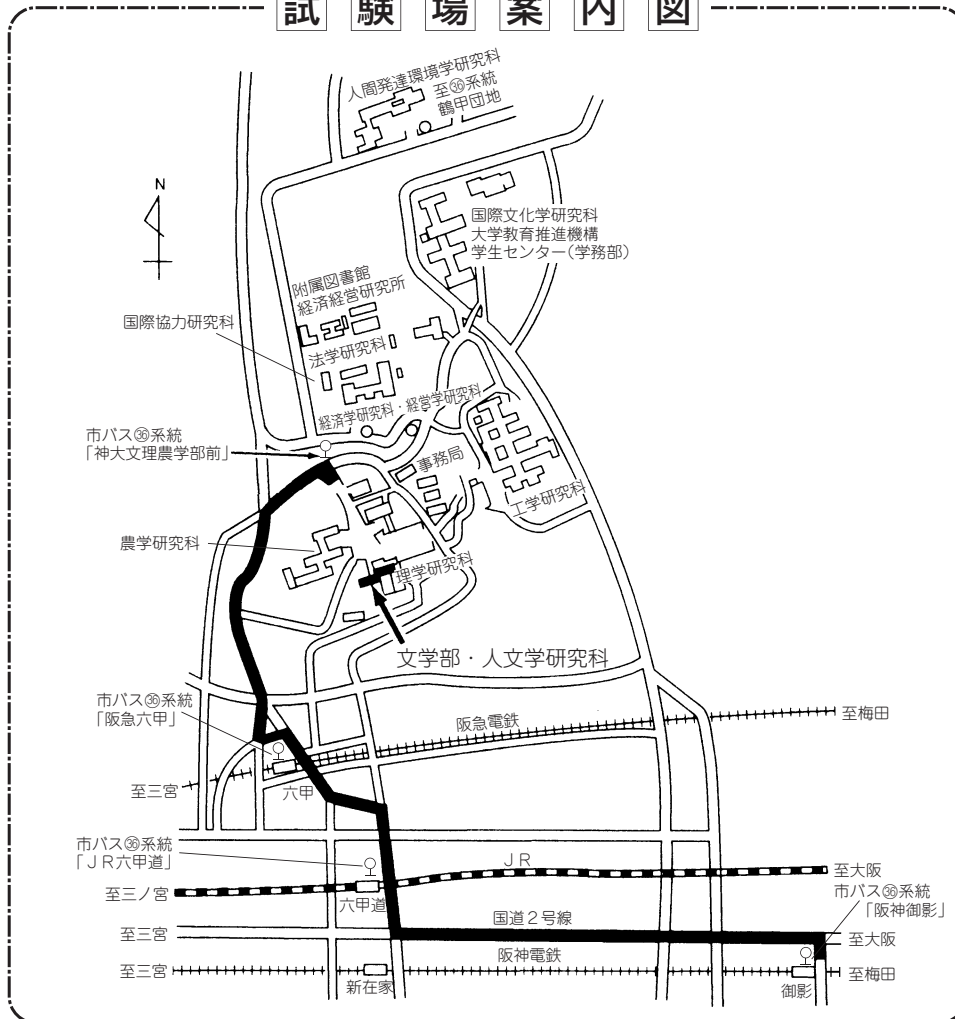 試験場案内図
人間発達環境学研究科
至㊱系統
鶴甲団地
N
国際文化学研究科
大学教育推進機構
学生センター(学務部)
附属図書館
経済経営研究所
国際協力研究科
法学研究科
経済学研究科・経営学研究科
市バス㊱系統
「神大文理農学部前」
事務局
工学研究科
農学研究科
理学研究科
文学部・人文学研究科
市バス㊱系統
「阪急六甲」
阪急電鉄
至梅田
至三宮
六甲
市バス㊱系統
「JR六甲道」
JR
至大阪
至三ノ宮
六甲道
市バス㊱系統
「阪神御影」
国道2号線
至三宮
至大阪
阪神電鉄
至三宮
至梅田
新在家
御影